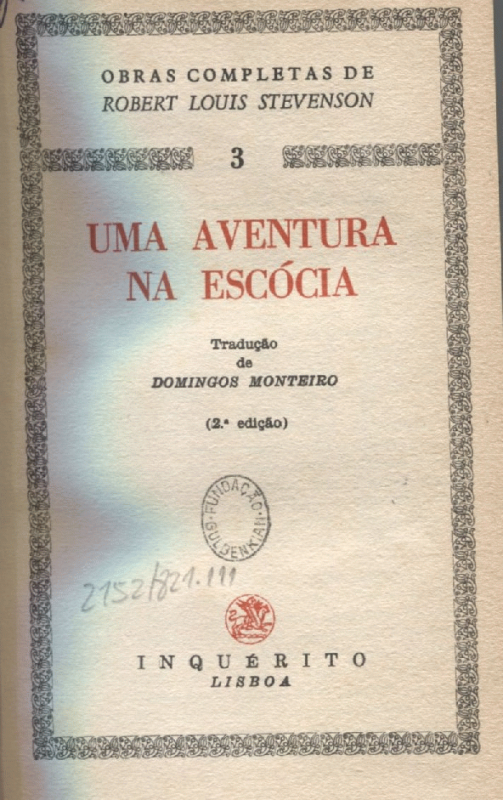 OBRAS COMPLETAS DE
ROBERT LOUIS STEVENSON
3
UMA AVENTURA
NA ESCÓCIA
Tradução
de
DOMINGOS MONTEIRO
(2.ª edição)
FUNDAÇÃO
GULBENKIAN
2152/821.111
INQUÉRITO
LISBOA